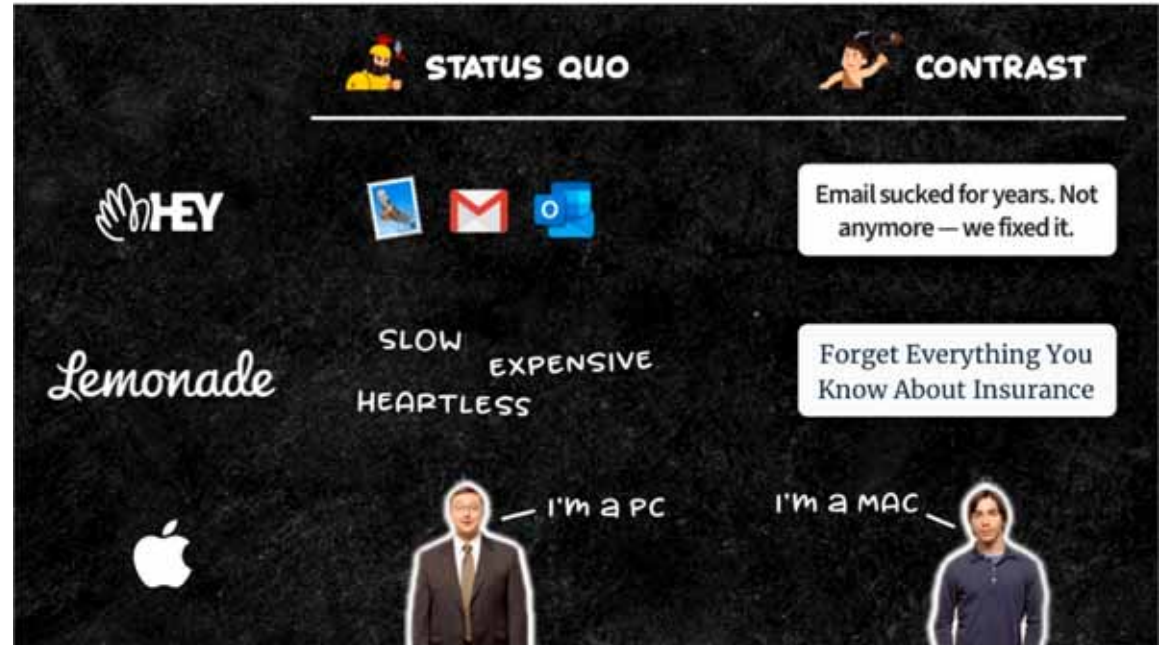 STATUS QUO
CONTRAST
HEY
Email sucked for years. Not
anymore — we fixed it.
Lemonade
SLOW
EXPENSIVE
HEARTLESS
Forget Everything You
Know About Insurance
I'm a PC
I'm a MAC